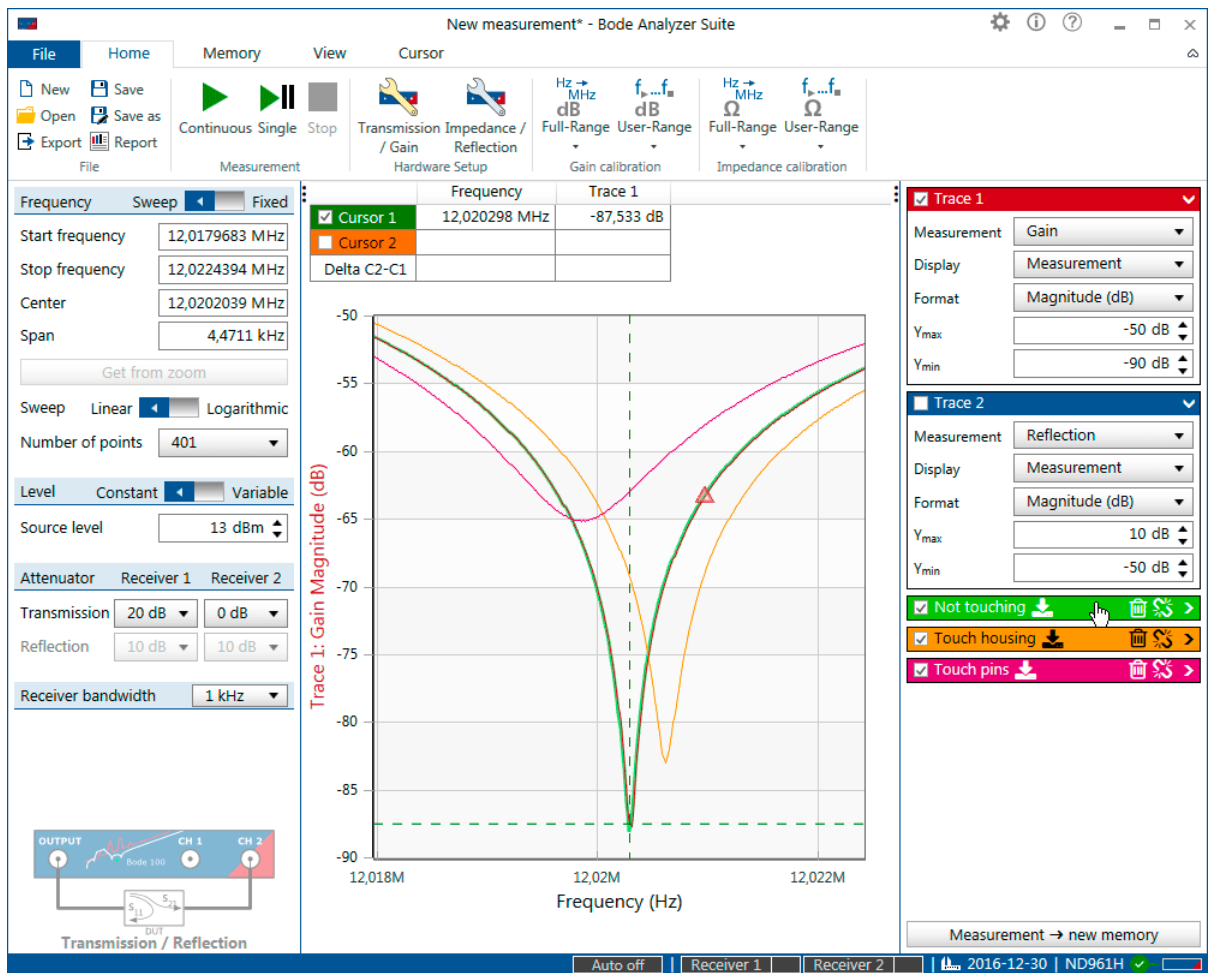 New measurement* - Bode Analyzer Suite
File Home Memory View Cursor
New Save
Open Save as
Export Report
File
Continuous Single Stop
Measurement
Transmission / Gain
Impedance / Reflection
Hardware Setup
Hz→MHz dB f▸...f■ dB
Full-Range User-Range
Gain calibration
Hz→MHz Ω f▸...f■ Ω
Full-Range User-Range
Impedance calibration
Frequency Sweep Fixed
Start frequency 12,0179683 MHz
Stop frequency 12,0224394 MHz
Center 12,0202039 MHz
Span 4,4711 kHz
Get from zoom
Sweep Linear Logarithmic
Number of points 401
Level Constant Variable
Source level 13 dBm
Attenuator Receiver 1 Receiver 2
Transmission 20 dB 0 dB
Reflection 10 dB 10 dB
Receiver bandwidth 1 kHz
OUTPUT CH 1 CH 2
Bode 100
S11 S21
DUT
Transmission / Reflection
Frequency Trace 1
Cursor 1 12,020298 MHz -87,533 dB
Cursor 2
Delta C2-C1
Trace 1: Gain Magnitude (dB)
-50
-55
-60
-65
-70
-75
-80
-85
-90
12,018M 12,02M 12,022M
Frequency (Hz)
Trace 1
Measurement Gain
Display Measurement
Format Magnitude (dB)
Ymax -50 dB
Ymin -90 dB
Trace 2
Measurement Reflection
Display Measurement
Format Magnitude (dB)
Ymax 10 dB
Ymin -50 dB
Not touching
Touch housing
Touch pins
Measurement → new memory
Auto off | Receiver 1 Receiver 2 | 2016-12-30 | ND961H